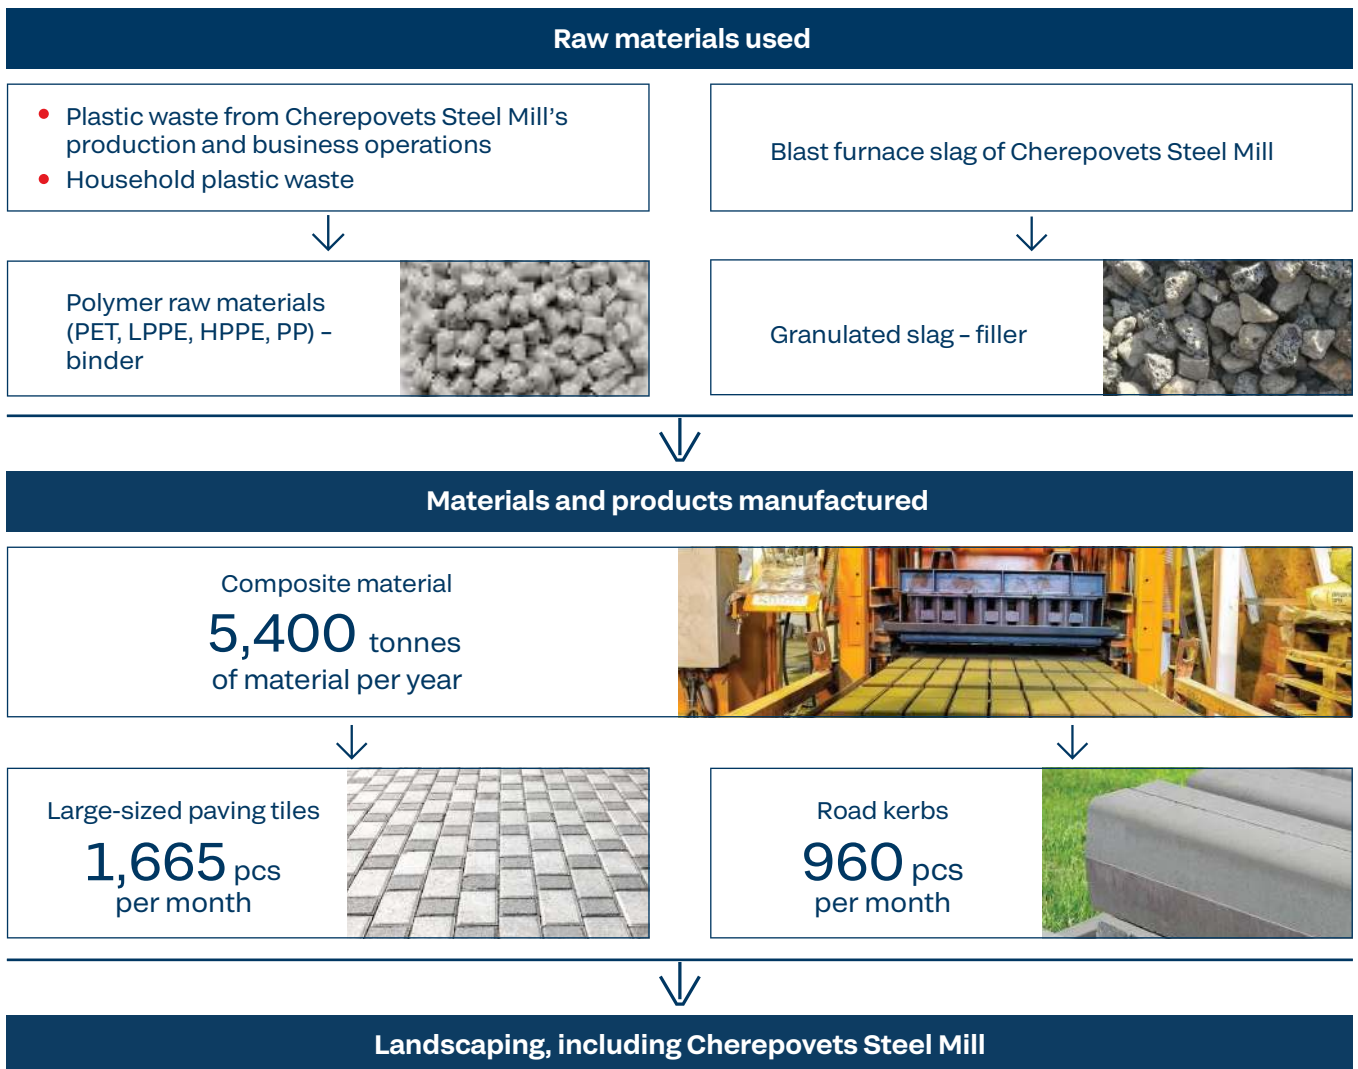 Raw materials used
• Plastic waste from Cherepovets Steel Mill’s
production and business operations
• Household plastic waste
Blast furnace slag of Cherepovets Steel Mill
Polymer raw materials
(PET, LPPE, HPPE, PP) –
binder
Granulated slag – filler
Materials and products manufactured
Composite material
5,400 tonnes
of material per year
Large-sized paving tiles
1,665 pcs
per month
Road kerbs
960 pcs
per month
Landscaping, including Cherepovets Steel Mill